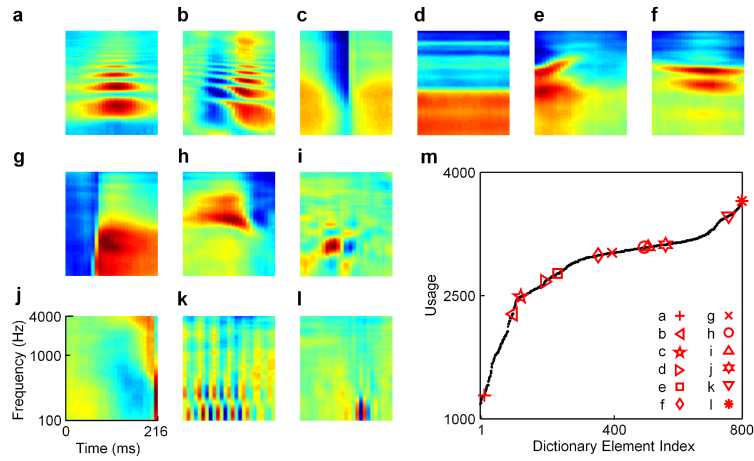 a b c d e f
g h i m
j k l
4000
1000
100
Frequency (Hz)
0 216
Time (ms)
4000
2500
1000
Usage
1 400 800
Dictionary Element Index
a g
b h
c i
d j
e k
f l